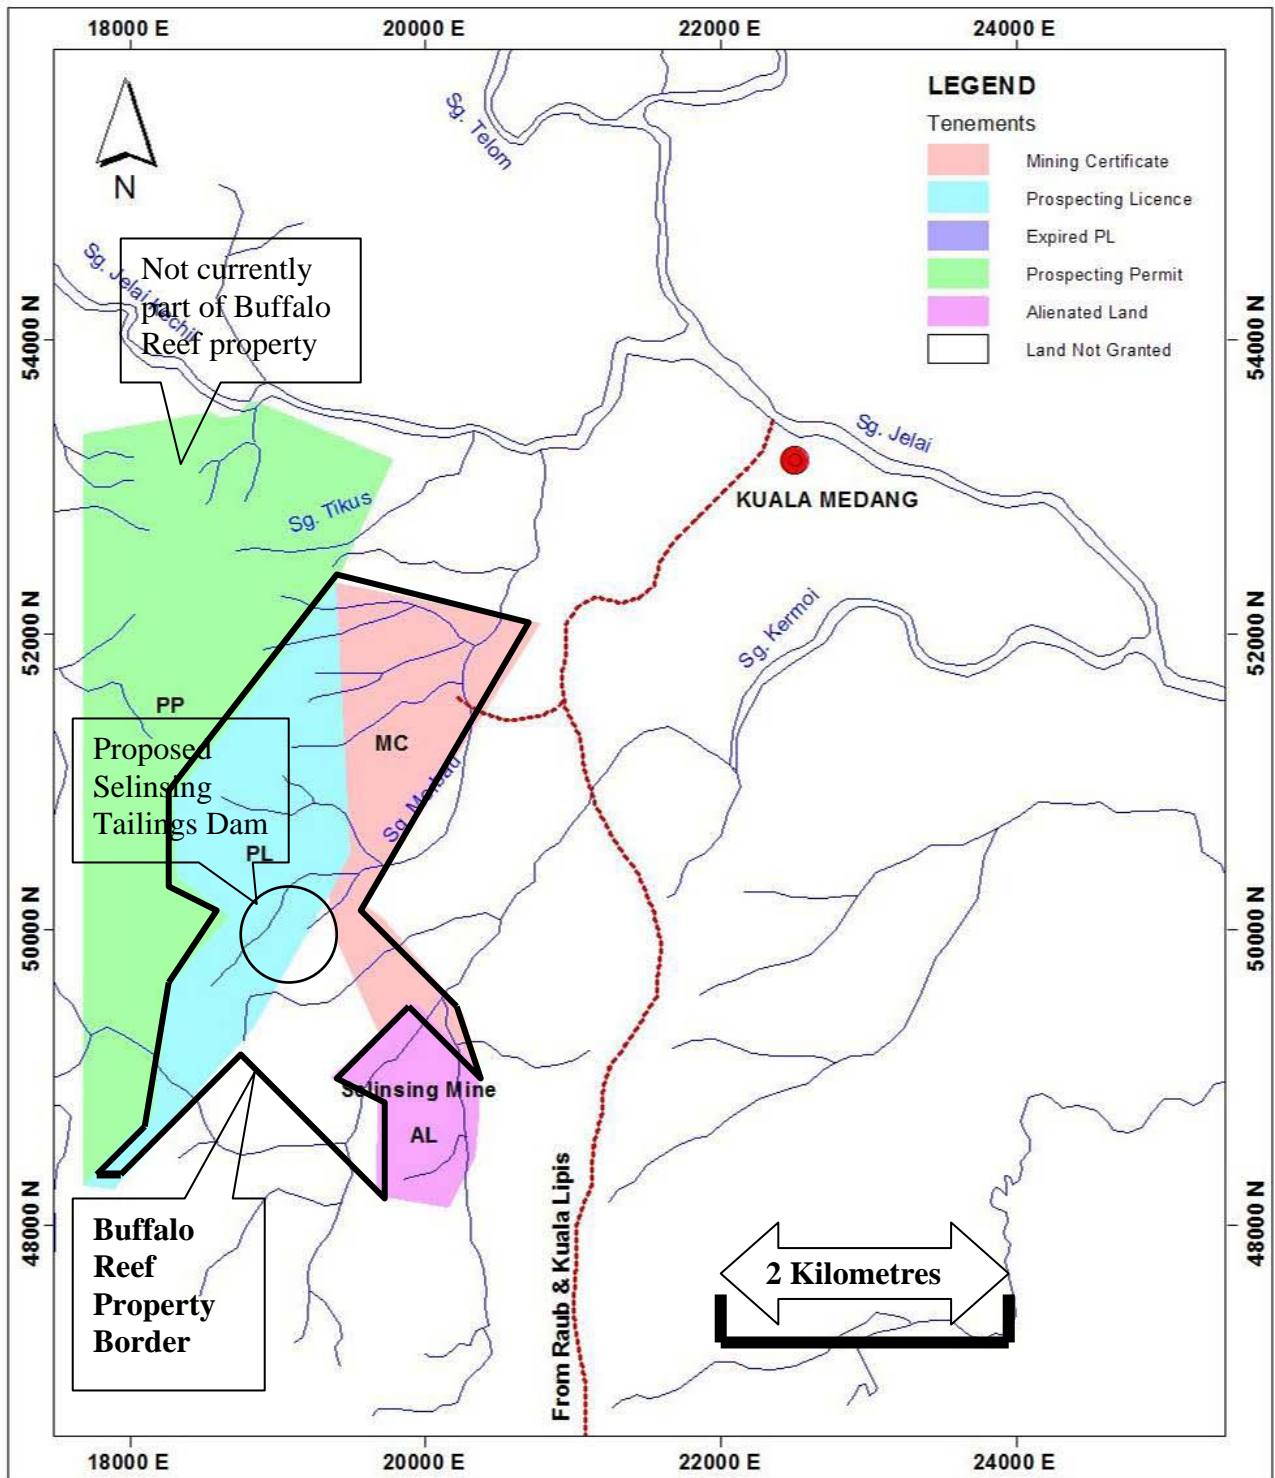 18000 E
20000 E
22000 E
24000 E
LEGEND
Tenements
Mining Certificate
Prospecting Licence
Expired PL
Prospecting Permit
Alienated Land
Land Not Granted
N
Sg. Telom
Sg. Jelai Kechil
Not currently
part of Buffalo
Reef property
54000 N
54000 N
Sg. Jelai
KUALA MEDANG
Sg. Tikus
52000 N
52000 N
Sg. Kermoi
PP
MC
Proposed
Selinsing
Tailings Dam
Sg. Merbau
PL
50000 N
50000 N
Selinsing Mine
AL
Buffalo
Reef
Property
Border
48000 N
48000 N
From Raub & Kuala Lipis
2 Kilometres
18000 E
20000 E
22000 E
24000 E